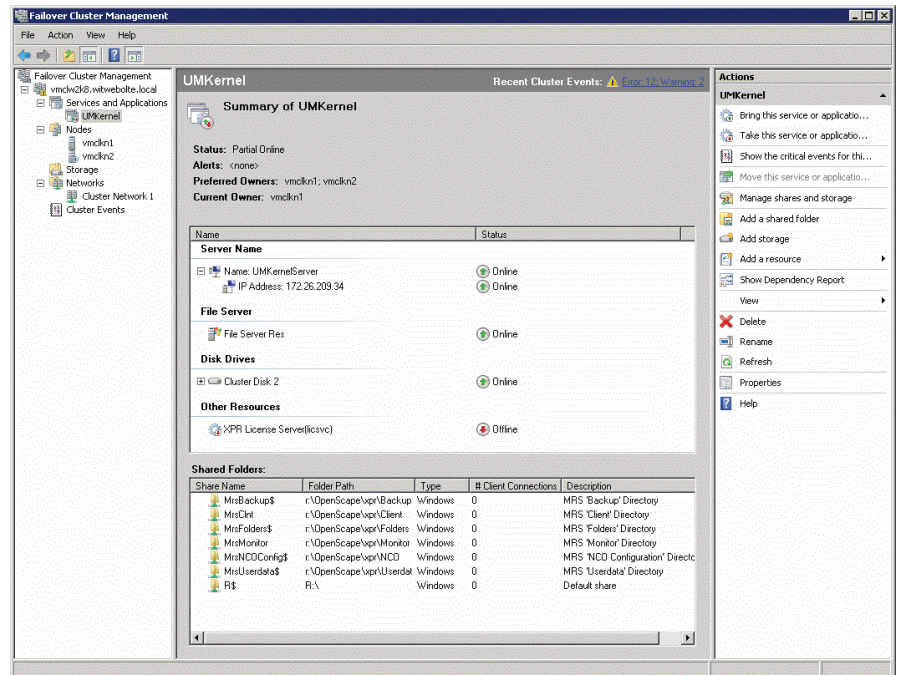 Failover Cluster Management
File Action View Help
Failover Cluster Management
vmclw2k8.witwebolte.local
Services and Applications
UMKernel
Nodes
vmclkn1
vmclkn2
Storage
Networks
Cluster Network 1
Cluster Events
UMKernel
Recent Cluster Events: Error: 12, Warning: 2
Summary of UMKernel
Status: Partial Online
Alerts: <none>
Preferred Owners: vmclkn1; vmclkn2
Current Owner: vmclkn1
Name Status
Server Name
Name: UMKernelServer Online
IP Address: 172.26.209.34 Online
File Server
File Server Res Online
Disk Drives
Cluster Disk 2 Online
Other Resources
XPR License Server(licsvc) Offline
Shared Folders:
Share Name Folder Path Type # Client Connections Description
MrsBackup$ r:\OpenScape\xpr\Backup Windows 0 MRS 'Backup' Directory
MrsClnt r:\OpenScape\xpr\Client Windows 0 MRS 'Client' Directory
MrsFolders$ r:\OpenScape\xpr\Folders Windows 0 MRS 'Folders' Directory
MrsMonitor r:\OpenScape\xpr\Monitor Windows 0 MRS 'Monitor' Directory
MrsNCOConfig$ r:\OpenScape\xpr\NCO Windows 0 MRS 'NCO Configuration' Directo
MrsUserdata$ r:\OpenScape\xpr\Userdat Windows 0 MRS 'Userdata' Directory
R$ R:\ Windows 0 Default share
Actions
UMKernel
Bring this service or applicatio...
Take this service or applicatio...
Show the critical events for thi...
Move this service or applicatio...
Manage shares and storage
Add a shared folder
Add storage
Add a resource
Show Dependency Report
View
Delete
Rename
Refresh
Properties
Help